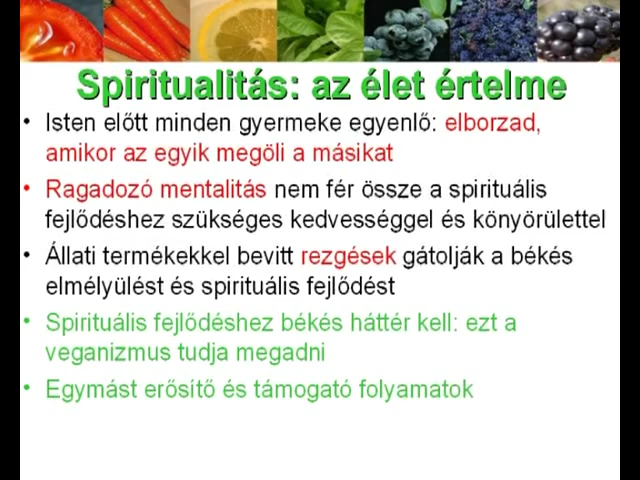 Spiritualitás: az élet értelme
• Isten előtt minden gyermeke egyenlő: elborzad,
amikor az egyik megöli a másikat
• Ragadozó mentalitás nem fér össze a spirituális
fejlődéshez szükséges kedvességgel és könyörülettel
• Állati termékekkel bevitt rezgések gátolják a békés
elmélyülést és spirituális fejlődést
• Spirituális fejlődéshez békés háttér kell: ezt a
veganizmus tudja megadni
• Egymást erősítő és támogató folyamatok